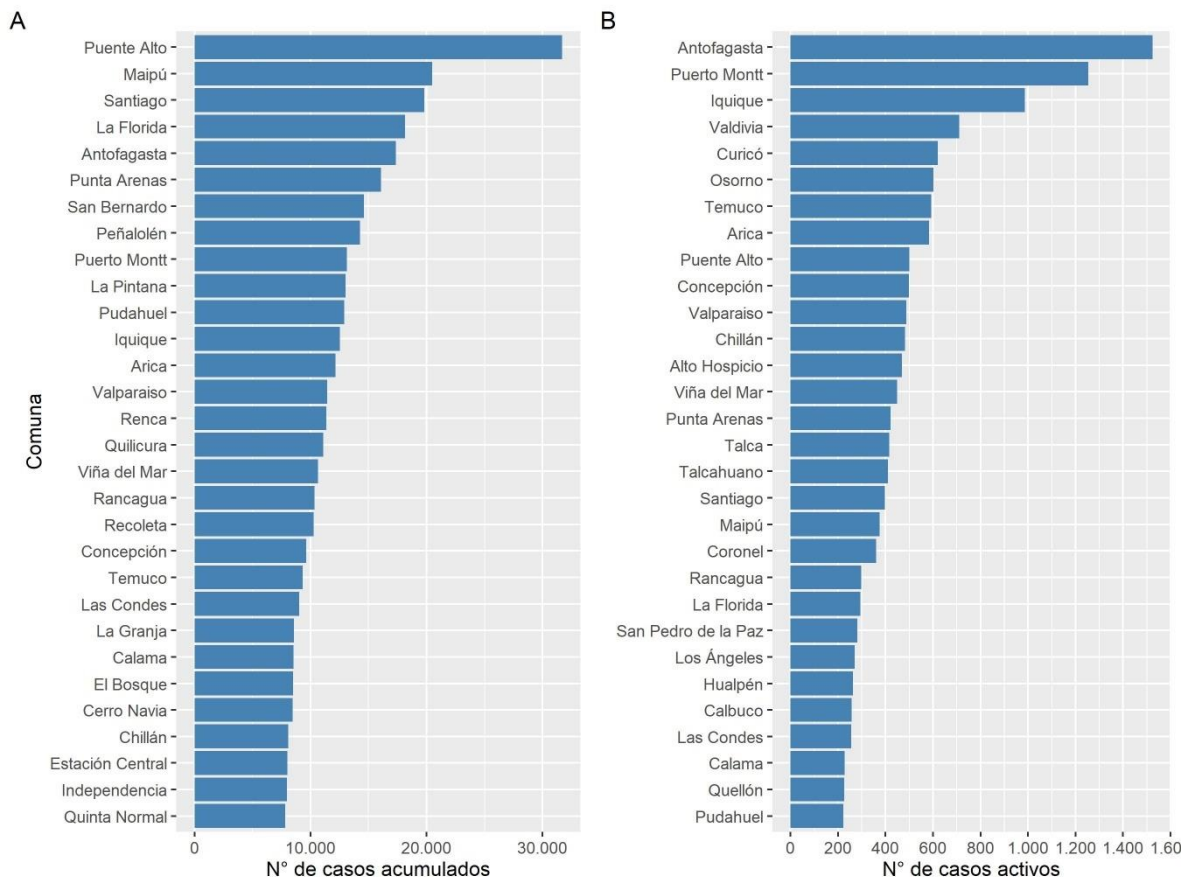 A
Puente Alto
Maipú
Santiago
La Florida
Antofagasta
Punta Arenas
San Bernardo
Peñalolén
Puerto Montt
La Pintana
Pudahuel
Iquique
Arica
Valparaiso
Renca
Quilicura
Viña del Mar
Rancagua
Recoleta
Concepción
Temuco
Las Condes
La Granja
Calama
El Bosque
Cerro Navia
Chillán
Estación Central
Independencia
Quinta Normal
Comuna
0 10.000 20.000 30.000
N° de casos acumulados
B
Antofagasta
Puerto Montt
Iquique
Valdivia
Curicó
Osorno
Temuco
Arica
Puente Alto
Concepción
Valparaiso
Chillán
Alto Hospicio
Viña del Mar
Punta Arenas
Talca
Talcahuano
Santiago
Maipú
Coronel
Rancagua
La Florida
San Pedro de la Paz
Los Ángeles
Hualpén
Calbuco
Las Condes
Calama
Quellón
Pudahuel
0 200 400 600 800 1.000 1.200 1.400 1.60
N° de casos activos